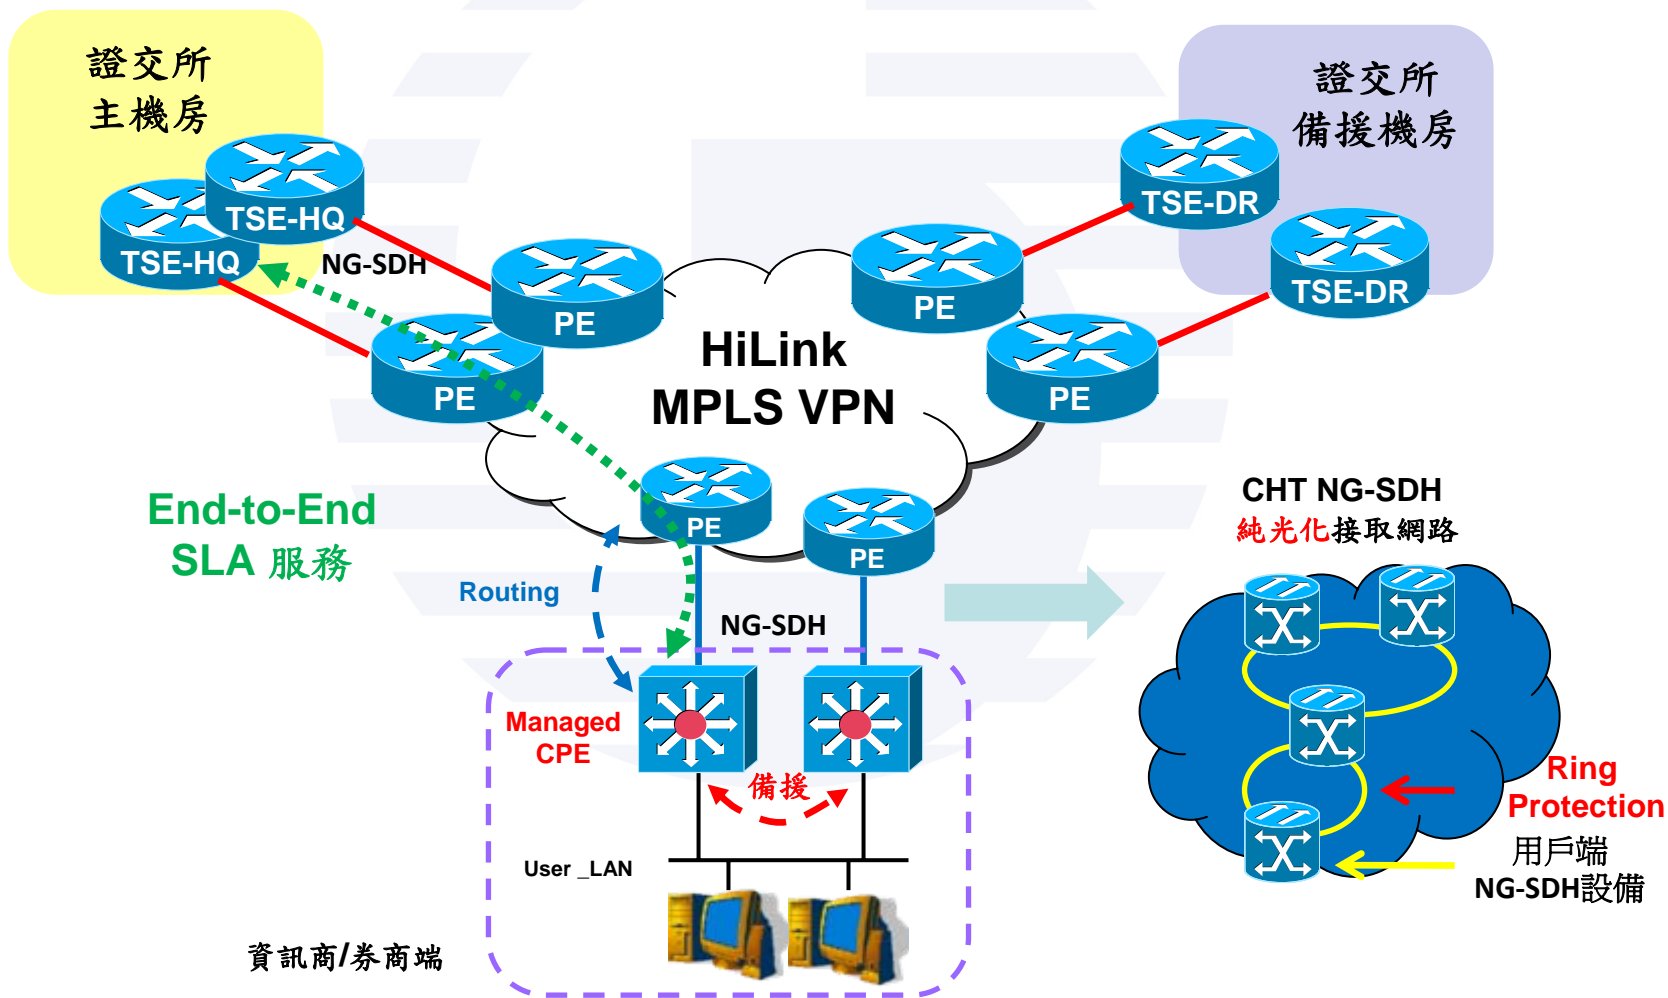 證交所
主機房
TSE-HQ
TSE-HQ
NG-SDH
PE
PE
證交所
備援機房
TSE-DR
TSE-DR
PE
PE
HiLink
MPLS VPN
End-to-End
SLA 服務
PE
PE
Routing
NG-SDH
Managed
CPE
備援
User _LAN
資訊商/券商端
CHT NG-SDH
純光化接取網路
Ring
Protection
用戶端
NG-SDH設備